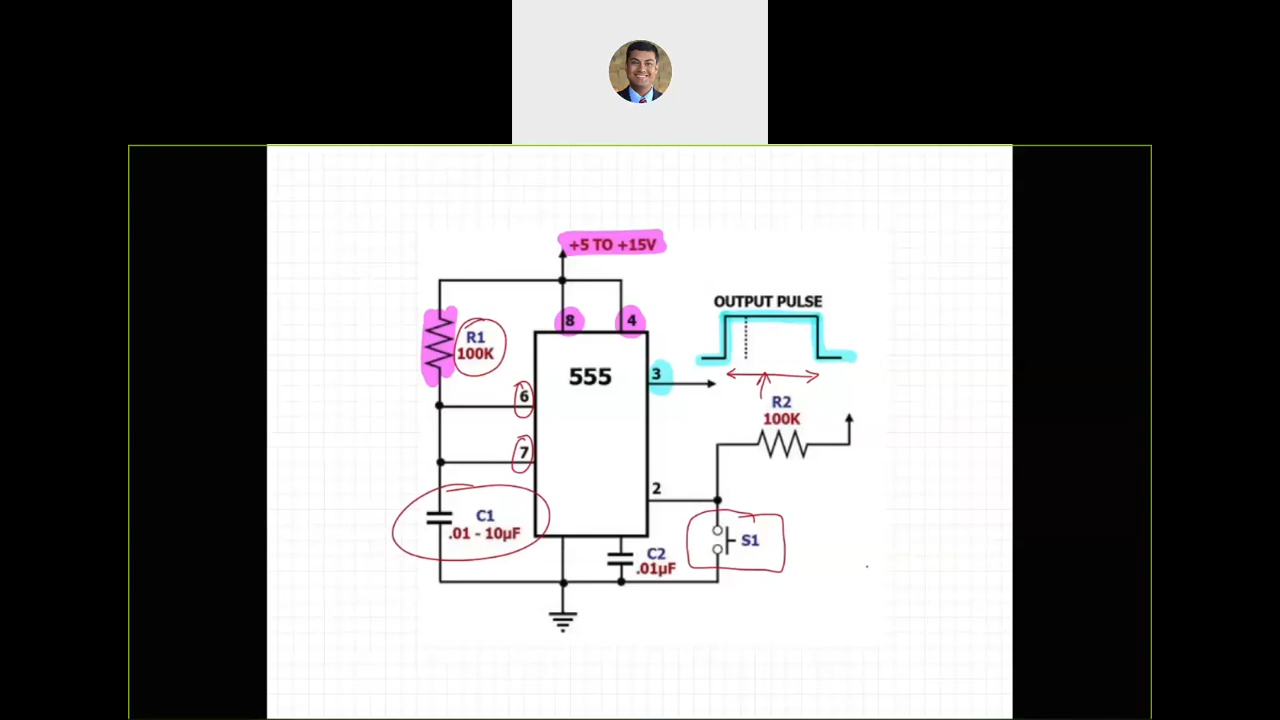 +5 TO +15V
8
4
OUTPUT PULSE
R1
100K
555
3
6
R2
100K
7
2
C1
.01 - 10µF
S1
C2
.01µF